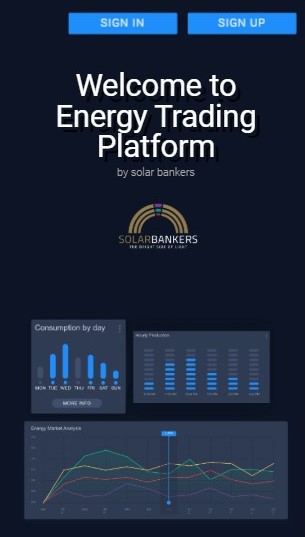 SIGN IN
SIGN UP
Welcome to
Energy Trading
Platform
by solar bankers
SOLARBANKERS
THE BRIGHT SIDE OF LIGHT
Consumption by day
MON TUE WED THU FRI SAT SUN
MORE INFO
Hourly Production
Energy Market Analysis